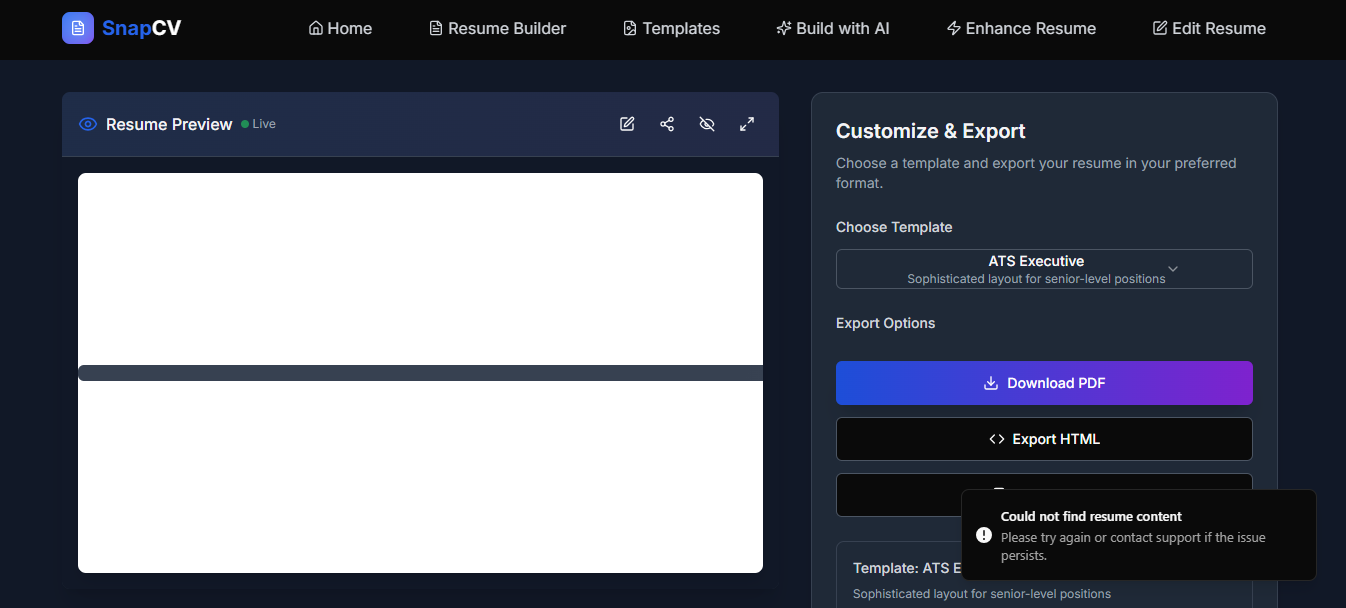 SnapCV
Home
Resume Builder
Templates
Build with AI
Enhance Resume
Edit Resume
Resume Preview
Live
Customize & Export
Choose a template and export your resume in your preferred
format.
Choose Template
ATS Executive
Sophisticated layout for senior-level positions
Export Options
Download PDF
Export HTML
Could not find resume content
Please try again or contact support if the issue
persists.
Template: ATS E
Sophisticated layout for senior-level positions